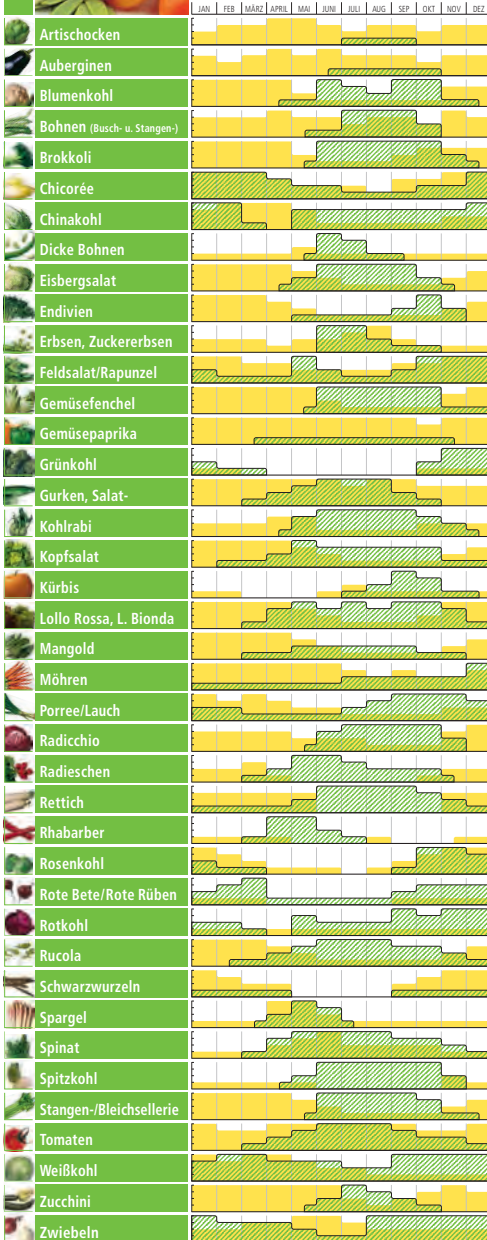 JAN FEB MÄRZ APRIL MAI JUNI JULI AUG SEP OKT NOV DEZ
Artischocken
Auberginen
Blumenkohl
Bohnen (Busch- u. Stangen-)
Brokkoli
Chicorée
Chinakohl
Dicke Bohnen
Eisbergsalat
Endivien
Erbsen, Zuckererbsen
Feldsalat/Rapunzel
Gemüsefenchel
Gemüsepaprika
Grünkohl
Gurken, Salat-
Kohlrabi
Kopfsalat
Kürbis
Lollo Rossa, L. Bionda
Mangold
Möhren
Porree/Lauch
Radicchio
Radieschen
Rettich
Rhabarber
Rosenkohl
Rote Bete/Rote Rüben
Rotkohl
Rucola
Schwarzwurzeln
Spargel
Spinat
Spitzkohl
Stangen-/Bleichsellerie
Tomaten
Weißkohl
Zucchini
Zwiebeln